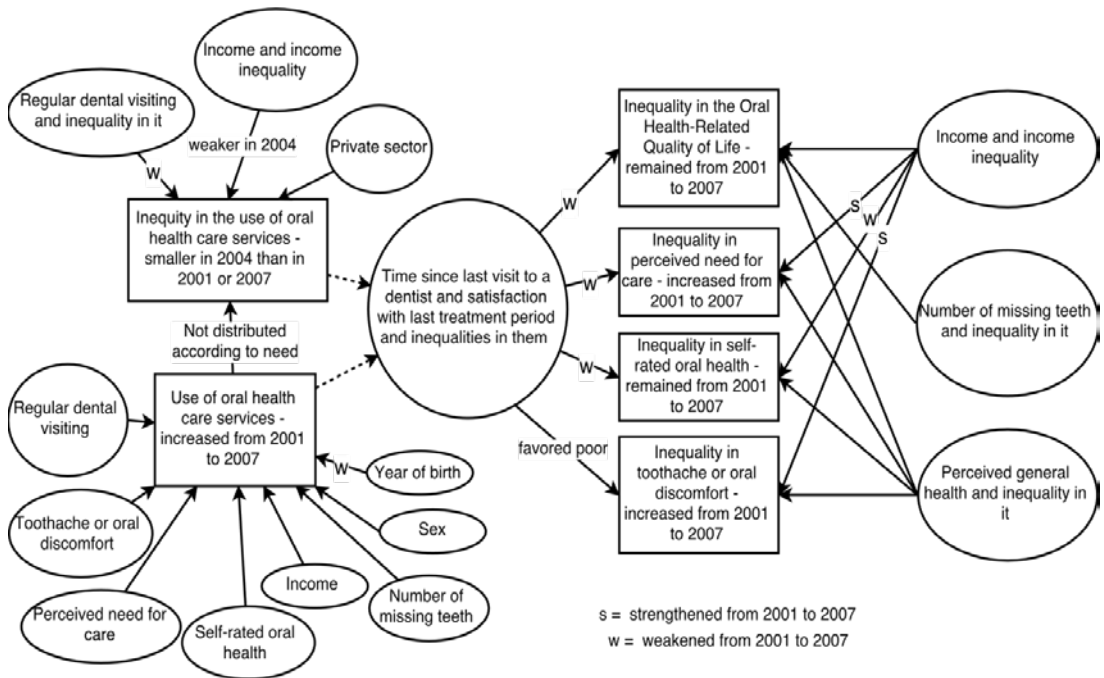 Income and income
inequality
Regular dental visiting
and inequality in it
weaker in 2004
Private sector
W
Inequity in the use of oral
health care services -
smaller in 2004 than in
2001 or 2007
Not distributed
according to need
Use of oral health
care services -
increased from 2001
to 2007
Regular dental
visiting
W
Year of birth
Toothache or oral
discomfort
Sex
Income
Number of
missing teeth
Perceived need for
care
Self-rated oral
health
Time since last visit to a
dentist and satisfaction
with last treatment period
and inequalities in them
W
W
W
favored poor
Inequality in the Oral
Health-Related
Quality of Life -
remained from 2001
to 2007
Inequality in
perceived need for
care - increased from
2001 to 2007
Inequality in self-
rated oral health -
remained from 2001
to 2007
Inequality in
toothache or oral
discomfort -
increased from 2001
to 2007
S
W
S
Income and income
inequality
Number of missing teeth
and inequality in it
Perceived general
health and inequality in
it
s = strengthened from 2001 to 2007
w = weakened from 2001 to 2007